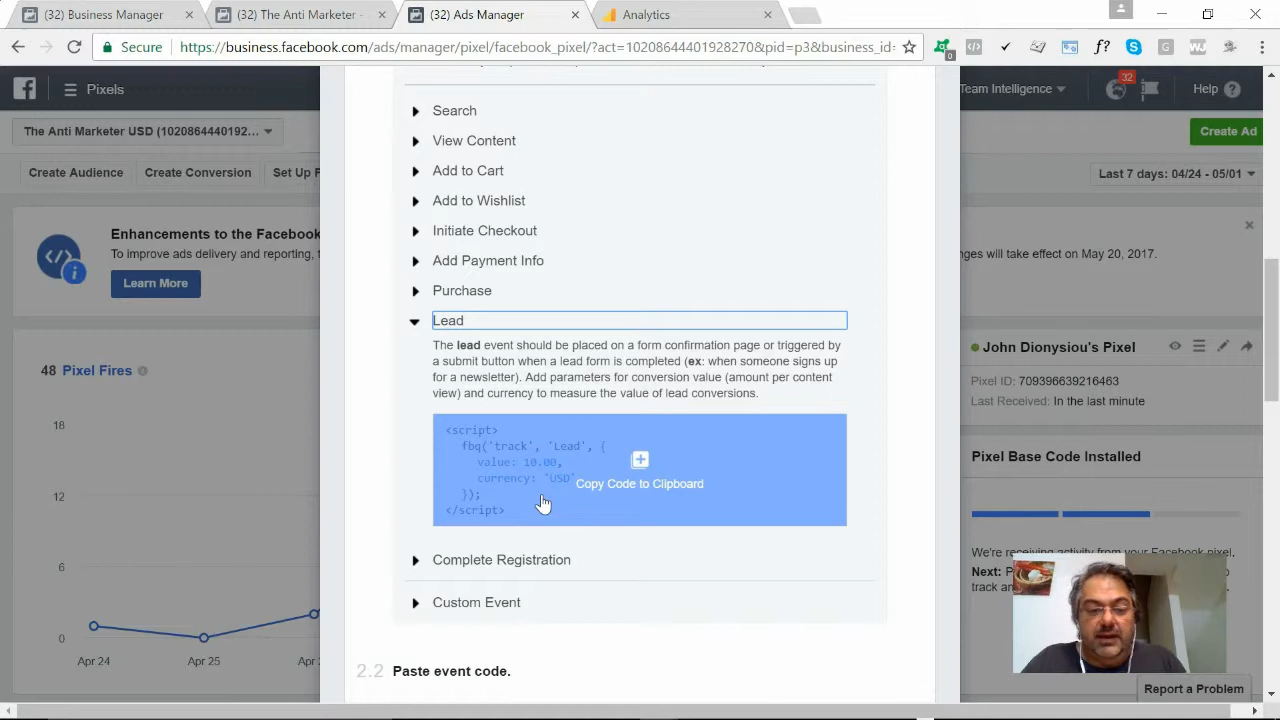 (32) Business Manager
(32) The Anti Marketer -
(32) Ads Manager
Analytics
Secure
https://business.facebook.com/ads/manager/pixel/facebook_pixel/?act=10208644401928270&pid=p3&business_id=
0
Pixels
Team Intelligence
32
Help
The Anti Marketer USD (1020864440192...
Create Ad
Create Audience
Create Conversion
Set Up P
Last 7 days: 04/24 - 05/01
Enhancements to the Facebook
To improve ads delivery and reporting, t
nges will take effect on May 20, 2017.
Learn More
Search
View Content
Add to Cart
Add to Wishlist
Initiate Checkout
Add Payment Info
Purchase
Lead
The lead event should be placed on a form confirmation page or triggered by
a submit button when a lead form is completed (ex: when someone signs up
for a newsletter). Add parameters for conversion value (amount per content
view) and currency to measure the value of lead conversions.
<script>
fbq('track', 'Lead', {
value: 10.00,
currency: 'USD'
});
</script>
Copy Code to Clipboard
Complete Registration
Custom Event
2.2 Paste event code.
48 Pixel Fires
18
12
6
0
Apr 24
Apr 25
Apr 2
John Dionysiou's Pixel
Pixel ID: 709396639216463
Last Received: In the last minute
Pixel Base Code Installed
We're receiving activity from your Facebook pixel.
Next: P
track an
Report a Problem